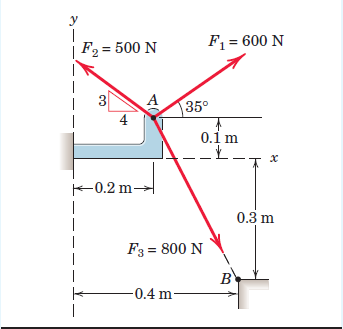 y
F₂ = 500 N
F₁ = 600 N
3
4
A
35°
0.1 m
x
0.2 m
0.3 m
F₃ = 800 N
B
0.4 m